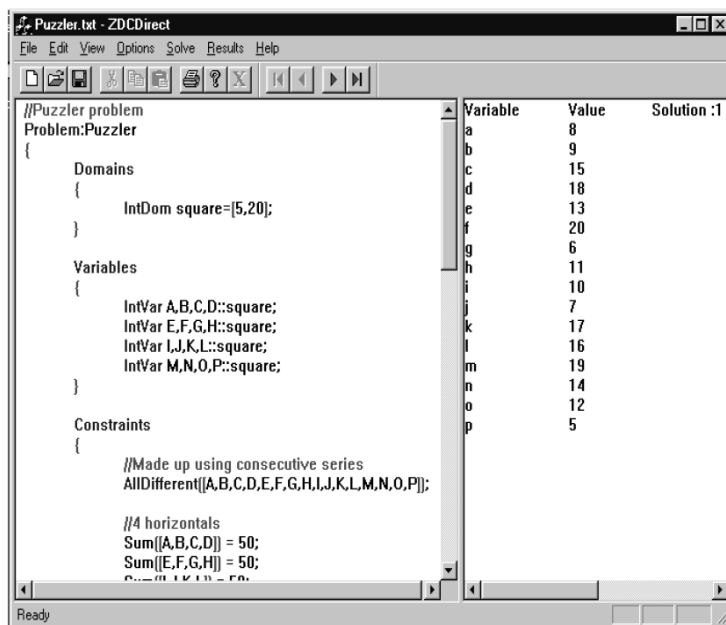 Puzzler.txt - ZDCDirect
File Edit View Options Solve Results Help
//Puzzler problem
Problem:Puzzler
{
Domains
{
IntDom square=[5,20];
}
Variables
{
IntVar A,B,C,D::square;
IntVar E,F,G,H::square;
IntVar I,J,K,L::square;
IntVar M,N,O,P::square;
}
Constraints
{
//Made up using consecutive series
AllDifferent([A,B,C,D,E,F,G,H,I,J,K,L,M,N,O,P]);
//4 horizontals
Sum([A,B,C,D]) = 50;
Sum([E,F,G,H]) = 50;
Sum([I,J,K,L]) = 50;
Variable Value Solution :1
a 8
b 9
c 15
d 18
e 13
f 20
g 6
h 11
i 10
j 7
k 17
l 16
m 19
n 14
o 12
p 5
Ready